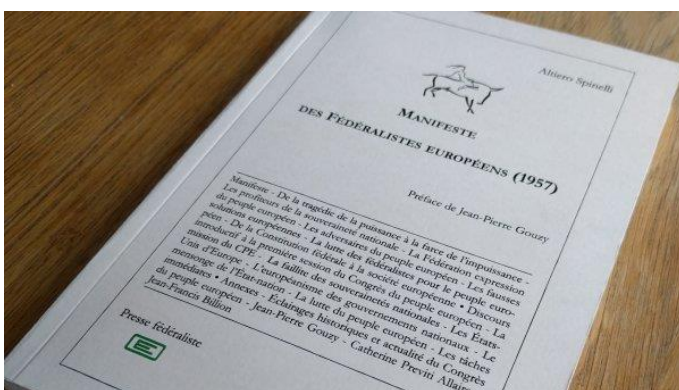 Altiero Spinelli
MANIFESTE
DES FÉDÉRALISTES EUROPÉENS (1957)
Préface de Jean-Pierre Gouzy
Manifeste - De la tragédie de la puissance à la farce de l'impuissance -
Les profiteurs de la souveraineté nationale - La Fédération expression
du peuple européen - Les adversaires du peuple européen - Les fausses
solutions européennes - La lutte des fédéralistes pour le peuple euro-
péen - De la Constitution fédérale à la société européenne • Discours
introductif à la première session du Congrès du peuple européen - La
mission du CPE - La faillite des souverainetés nationales - Les États-
Unis d'Europe - L'européanisme des gouvernements nationaux - Le
mensonge de l'État-nation - La lutte du peuple européen - Les tâches
immédiates • Annexes - Éclairages historiques et actualité du Congrès
du peuple européen - Jean-Pierre Gouzy - Catherine Previti Allaire
Jean-Francis Billion
Presse fédéraliste